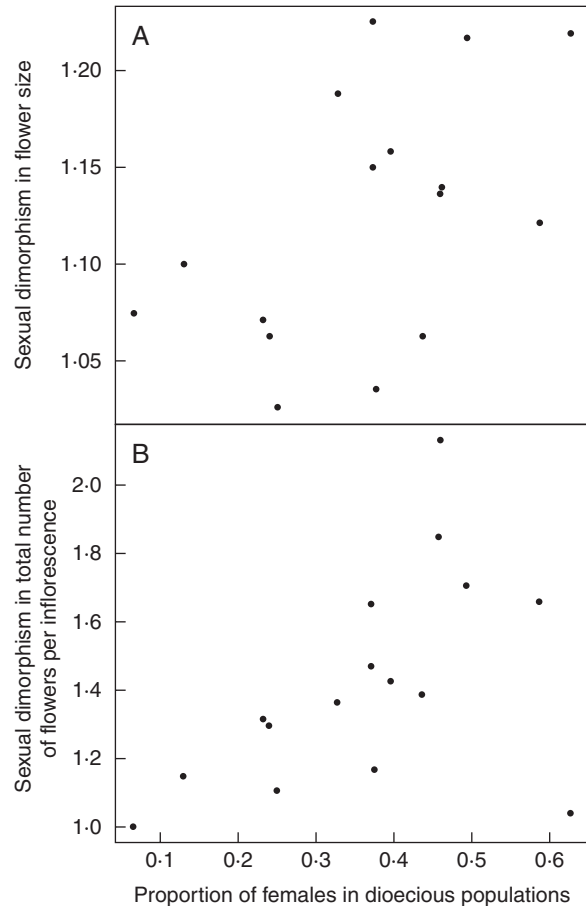 A
Sexual dimorphism in flower size
1·20
1·15
1·10
1·05
B
Sexual dimorphism in total number
of flowers per inflorescence
2·0
1·8
1·6
1·4
1·2
1·0
0·1 0·2 0·3 0·4 0·5 0·6
Proportion of females in dioecious populations